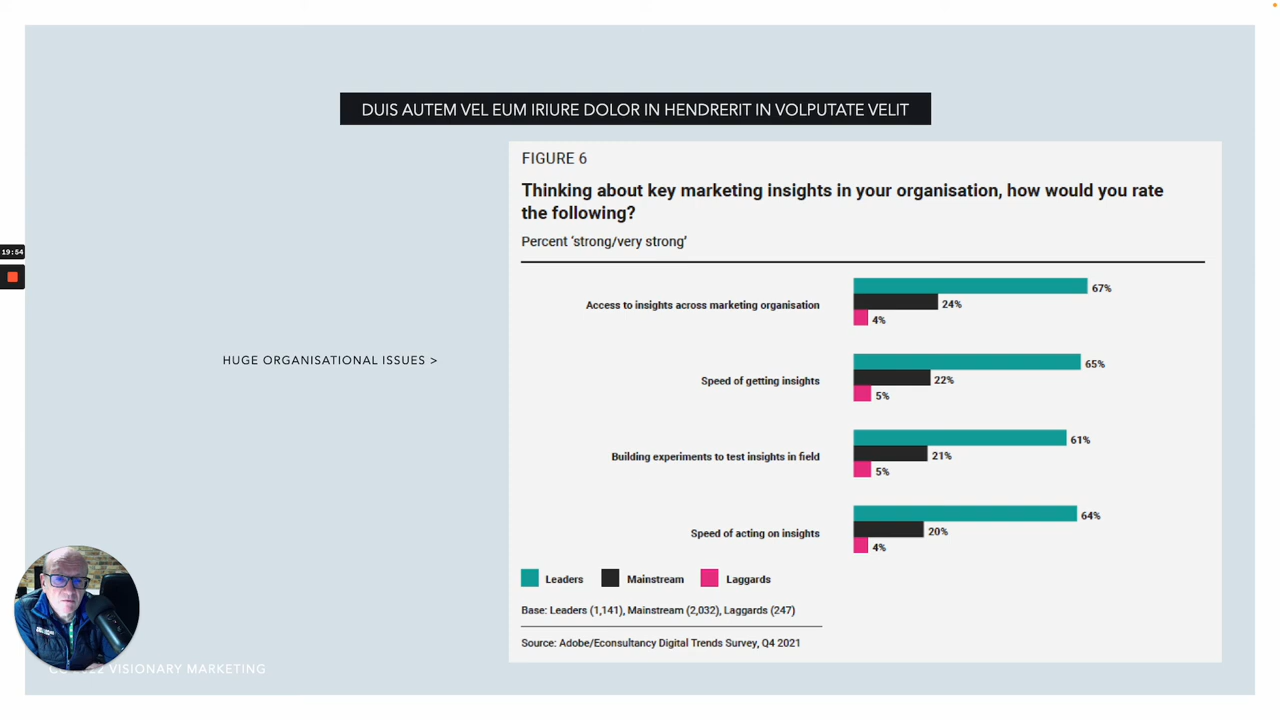 DUIS AUTEM VEL EUM IRIURE DOLOR IN HENDRERIT IN VOLPUTATE VELIT
19:54
HUGE ORGANISATIONAL ISSUES >
FIGURE 6
Thinking about key marketing insights in your organisation, how would you rate
the following?
Percent ‘strong/very strong’
Access to insights across marketing organisation
67%
24%
4%
Speed of getting insights
65%
22%
5%
Building experiments to test insights in field
61%
21%
5%
Speed of acting on insights
64%
20%
4%
Leaders Mainstream Laggards
Base: Leaders (1,141), Mainstream (2,032), Laggards (247)
Source: Adobe/Econsultancy Digital Trends Survey, Q4 2021
VISIONARY MARKETING